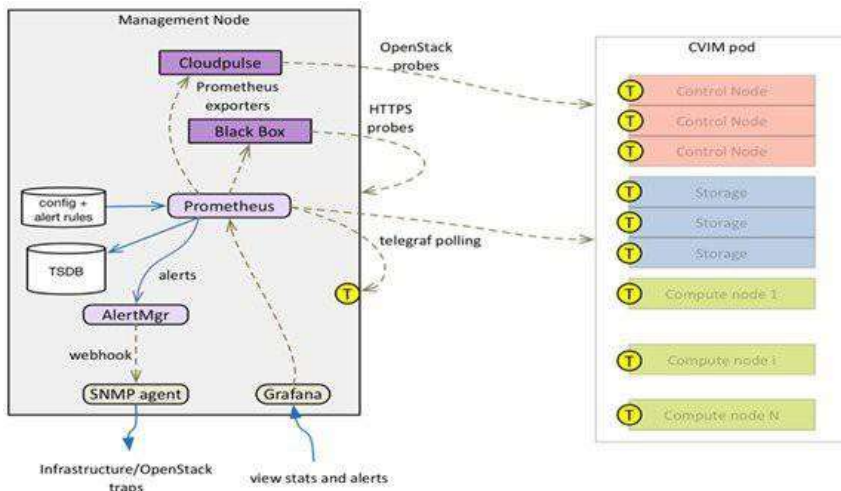 Management Node
Cloudpulse
Prometheus
exporters
Black Box
OpenStack
probes
HTTPS
probes
config +
alert rules
Prometheus
TSDB
alerts
telegraf polling
T
AlertMgr
webhook
SNMP agent
Grafana
Infrastructure/OpenStack
traps
view stats and alerts
CVIM pod
T Control Node
T Control Node
T Control Node
T Storage
T Storage
T Storage
T Compute node 1
T Compute node i
T Compute node N